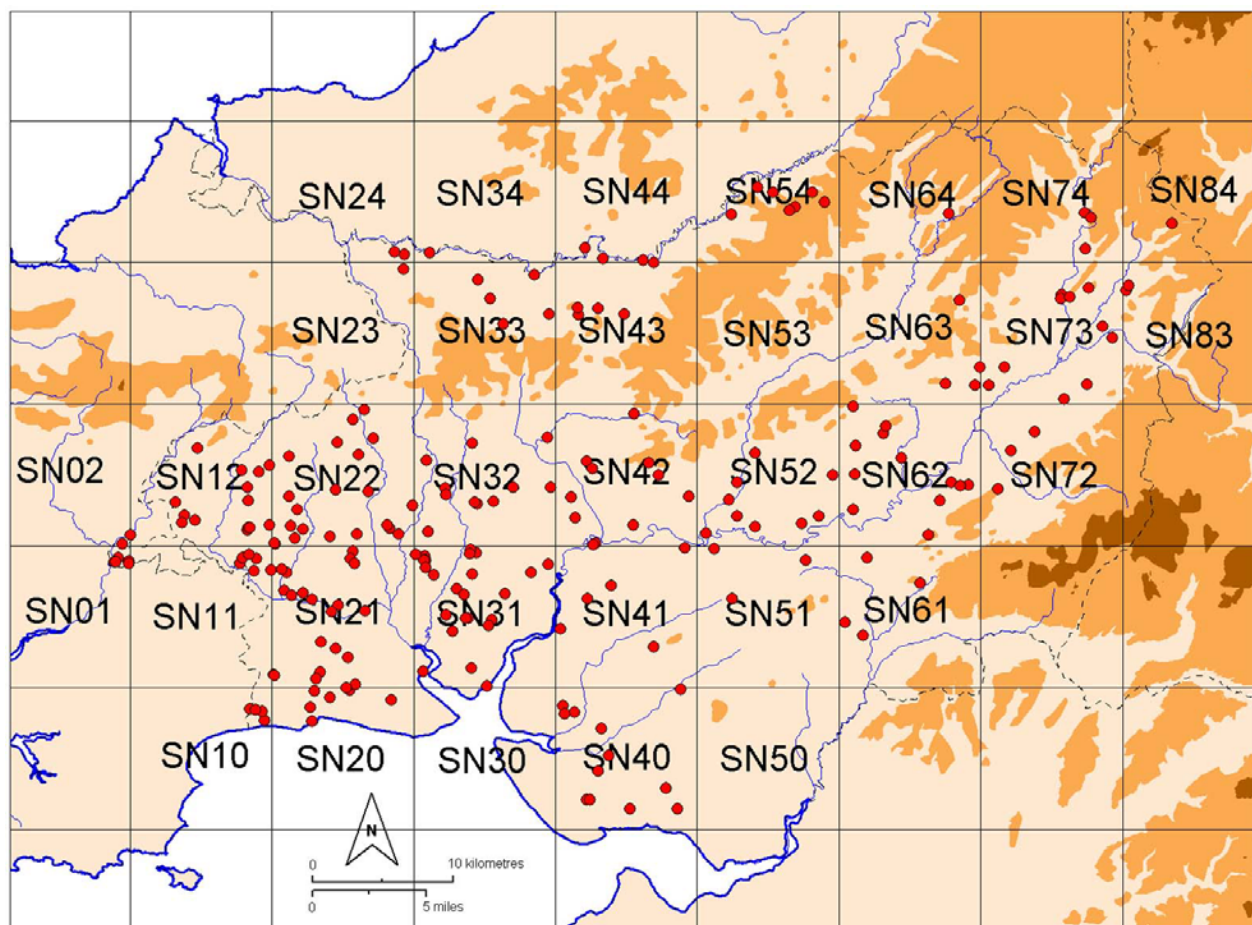 SN24 SN34 SN44 SN54 SN64 SN74 SN84
SN23 SN33 SN43 SN53 SN63 SN73 SN83
SN02 SN12 SN22 SN32 SN42 SN52 SN62 SN72
SN01 SN11 SN21 SN31 SN41 SN51 SN61
SN10 SN20 SN30 SN40 SN50
N
0 10 kilometres
0 5 miles